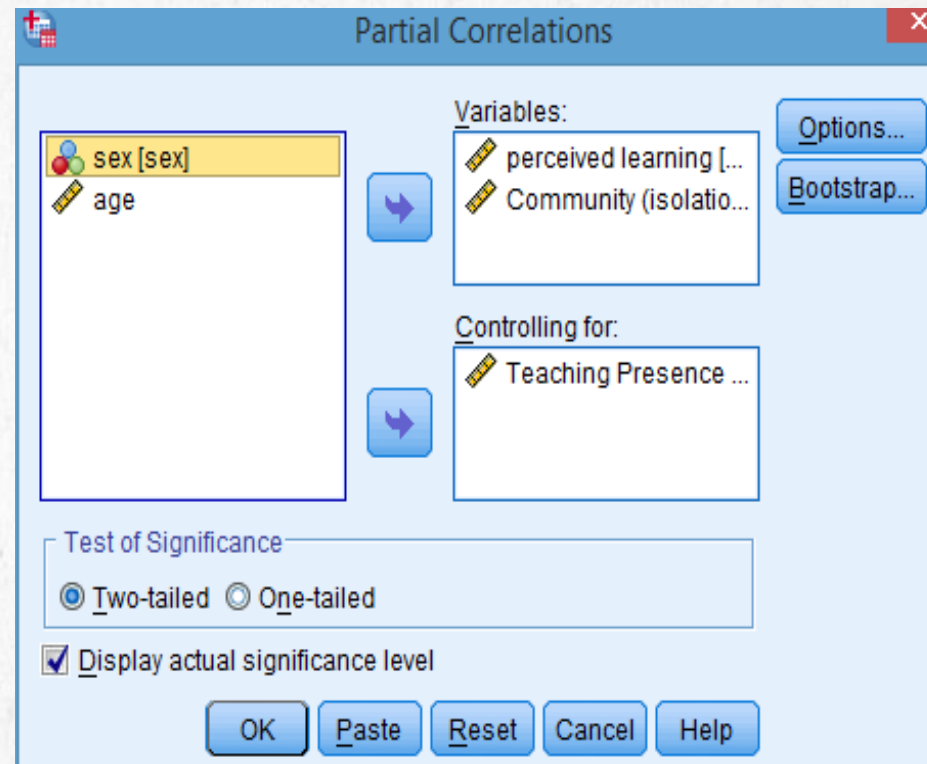 Partial Correlations
sex [sex]
age
Variables:
perceived learning [...
Community (isolatio...
Options...
Bootstrap...
Controlling for:
Teaching Presence ...
Test of Significance
Two-tailed One-tailed
Display actual significance level
OK Paste Reset Cancel Help